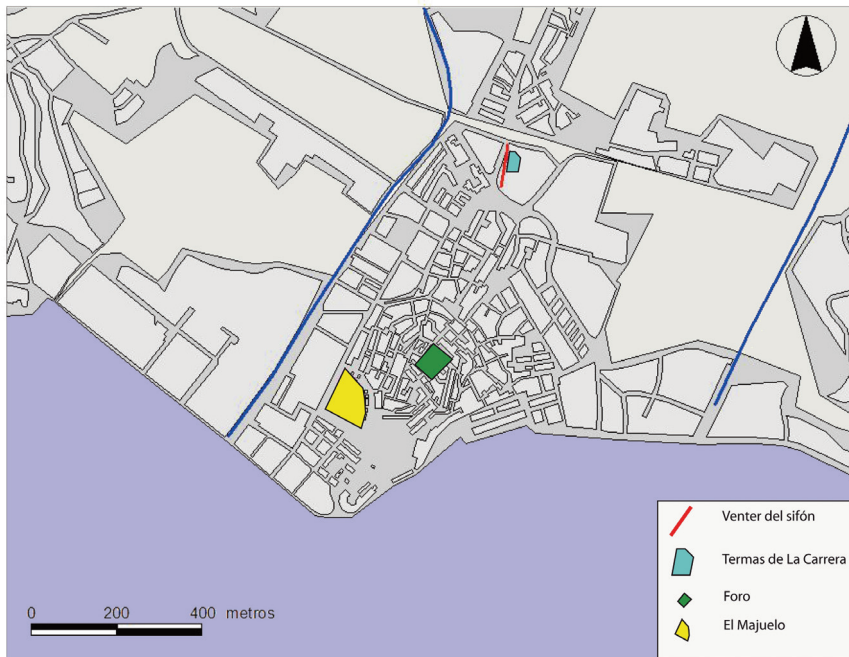 Venter del sifón
Termas de La Carrera
Foro
El Majuelo
0 200 400 metros